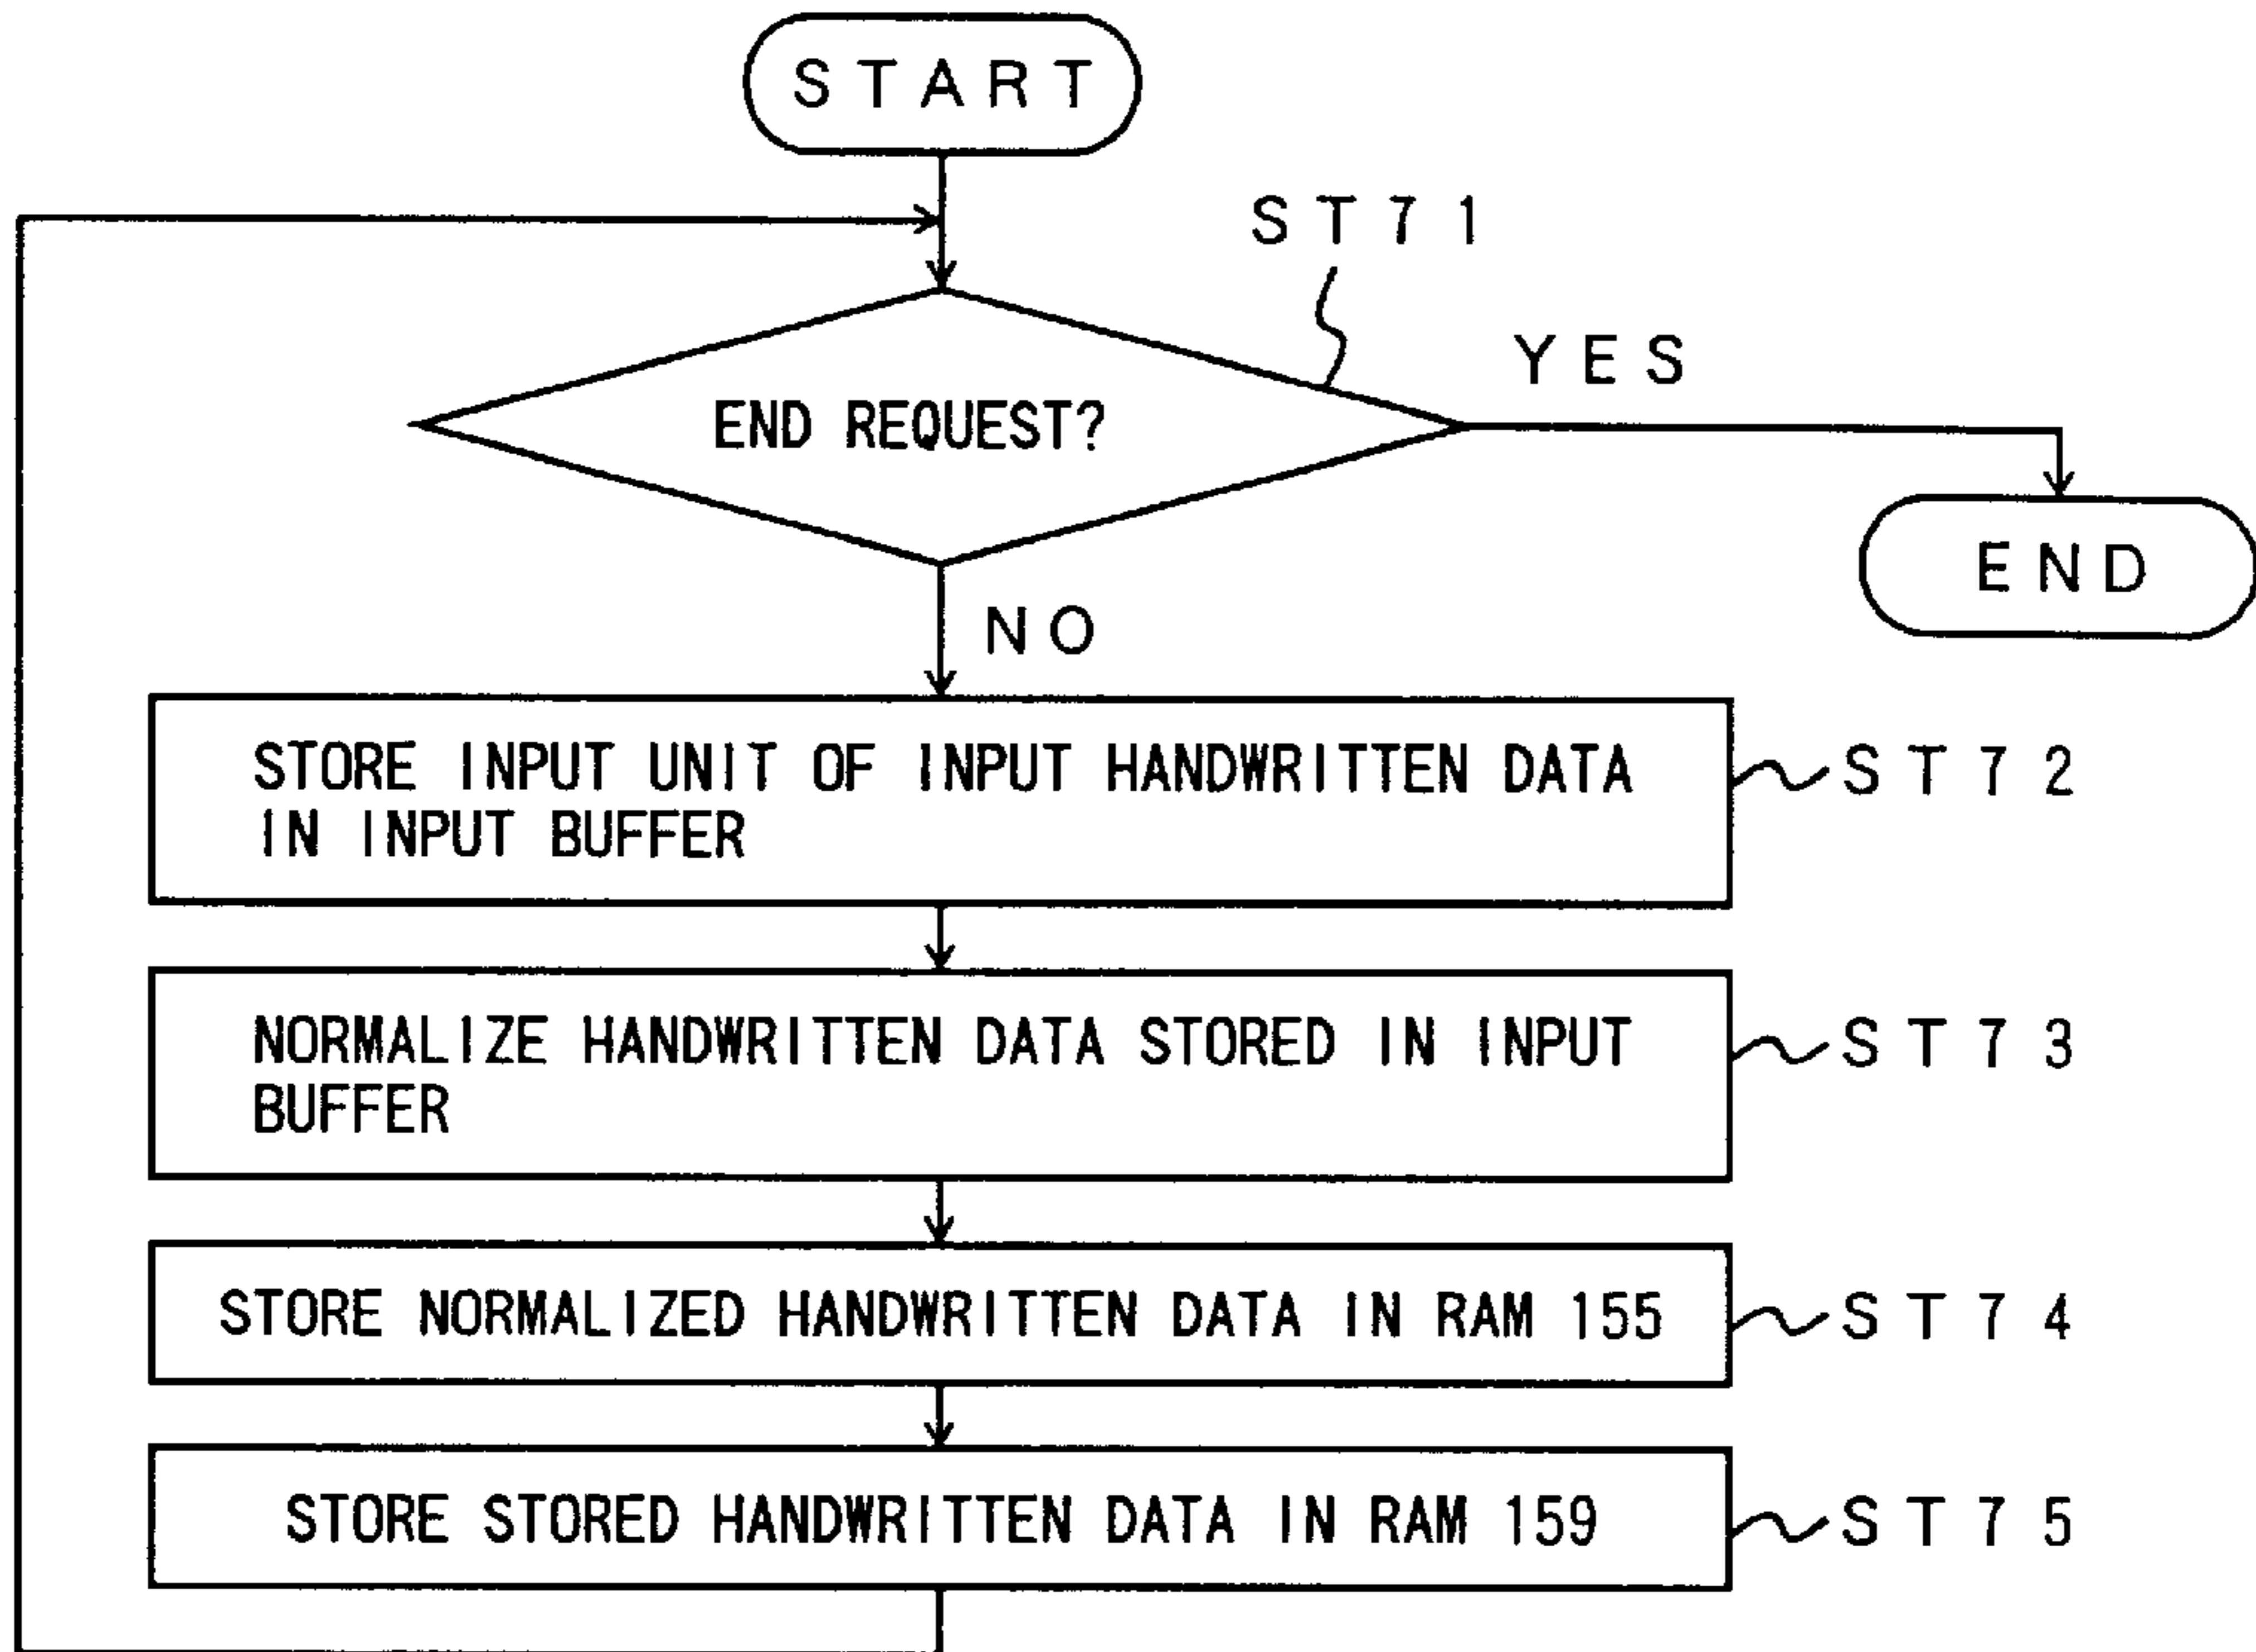 START
ST71
YES
END REQUEST?
END
NO
STORE INPUT UNIT OF INPUT HANDWRITTEN DATA
IN INPUT BUFFER
ST72
NORMALIZE HANDWRITTEN DATA STORED IN INPUT
BUFFER
ST73
STORE NORMALIZED HANDWRITTEN DATA IN RAM 155
ST74
STORE STORED HANDWRITTEN DATA IN RAM 159
ST75